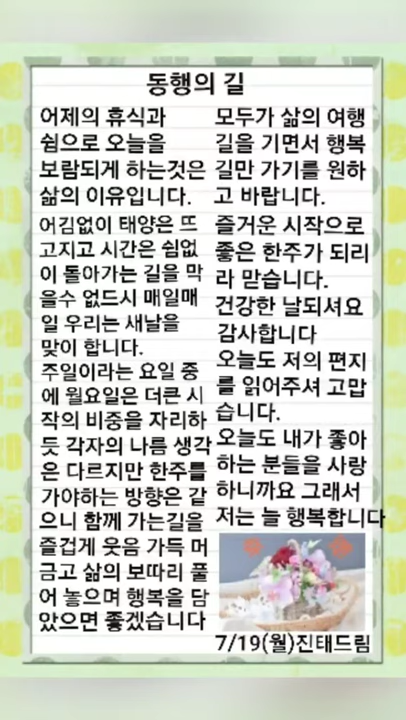 동행의 길
어제의 휴식과
쉼으로 오늘을
보람되게 하는것은
삶의 이유입니다.
어김없이 태양은 뜨
고지고 시간은 쉼없
이 돌아가는 길을 막
을수 없드시 매일매
일 우리는 새날을
맞이 합니다.
주일이라는 요일 중
에 월요일은 더른 시
작의 비중을 자리하
듯 각자의 나름 생각
은 다르지만 한주를
가야하는 방향은 같
으니 함께 가는길을
즐겁게 웃음 가득 머
금고 삶의 보따리 풀
어 놓으며 행복을 담
았으면 좋겠습니다
모두가 삶의 여행
길을 기면서 행복
길만 가기를 원하
고 바랍니다.
즐거운 시작으로
좋은 한주가 되리
라 믿습니다.
건강한 날되셔요
감사합니다
오늘도 저의 편지
를 읽어주셔 고맙
습니다.
오늘도 내가 좋아
하는 분들을 사랑
하니까요 그래서
저는 늘 행복합니다
7/19(월)진태드림